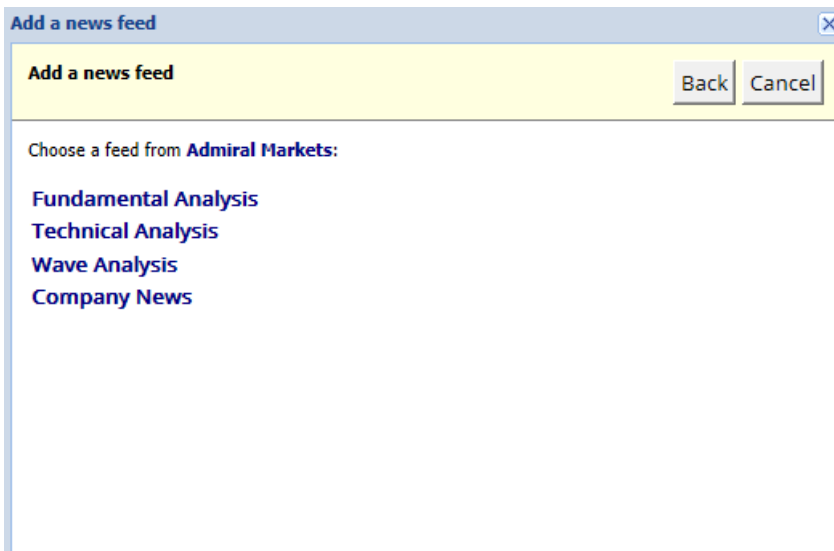 Add a news feed
Add a news feed
Back Cancel
Choose a feed from Admiral Markets:
Fundamental Analysis
Technical Analysis
Wave Analysis
Company News